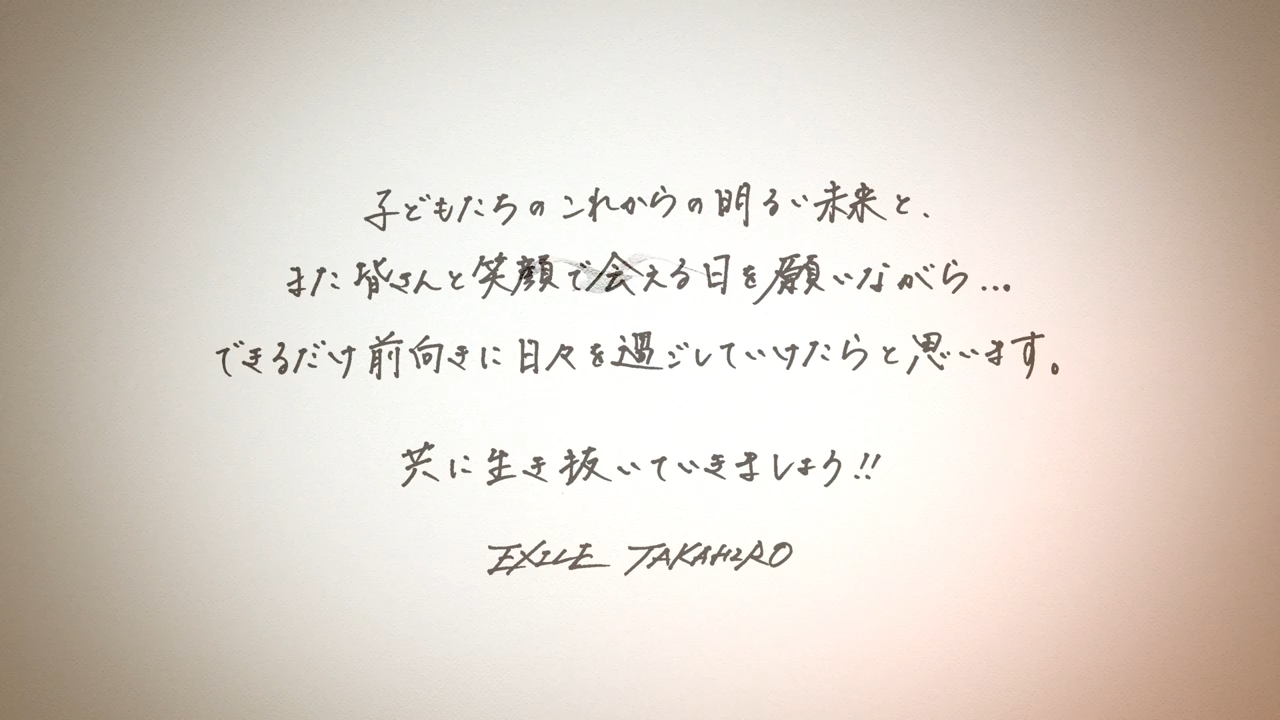 子どもたちのこれからの明るい未来と、
また皆さんと笑顔で会える日を願いながら...
できるだけ前向きに日々を過ごしていけたらと思います。
共に生き抜いていきましょう!!
EXILE TAKAHIRO